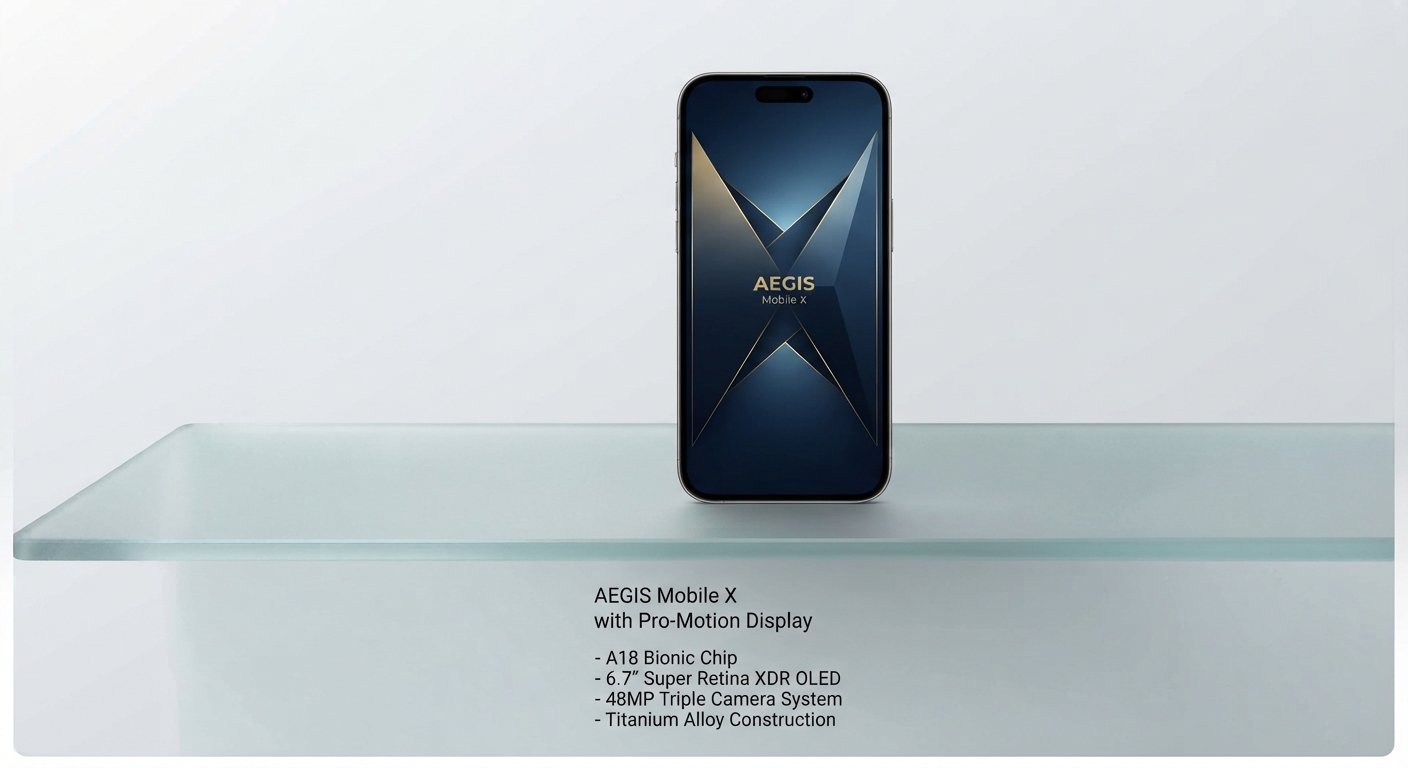 AEGIS
Mobile X
AEGIS Mobile X
with Pro-Motion Display
- A18 Bionic Chip
- 6.7” Super Retina XDR OLED
- 48MP Triple Camera System
- Titanium Alloy Construction